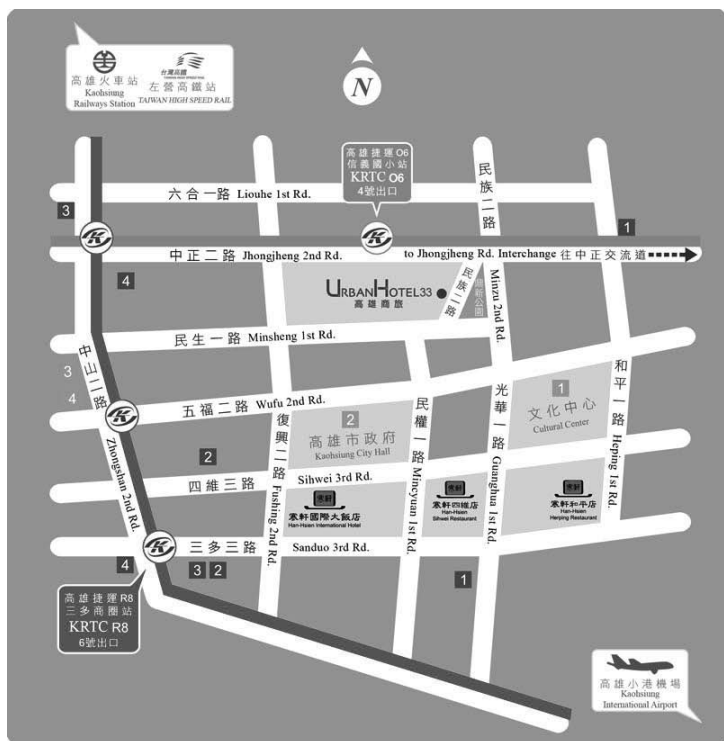 高雄火車站
Kaohsiung
Railways Station
台灣高鐵
左營高鐵站
TAIWAN HIGH SPEED RAIL
N
高雄捷運O6
信義國小站
KRTC O6
4號出口
六合一路 Liouhe 1st Rd.
民族二路
3
1
中正二路 Jhongjheng 2nd Rd.
to Jhongjheng Rd. Interchange 往中正交流道
4
URBANHOTEL33
高雄商旅
民族二路
Minzu 2nd Rd.
民生一路 Minsheng 1st Rd.
中山二路
3
4
Zhongshan 2nd Rd.
五福二路 Wufu 2nd Rd.
復興二路
Fushing 2nd Rd.
2
高雄市政府
Kaohsiung City Hall
民權一路
Mincyuan 1st Rd.
光華一路
Guanghua 1st Rd.
1
文化中心
Cultural Center
和平一路
Heping 1st Rd.
2
四維三路
Sihwei 3rd Rd.
寒軒國際大飯店
Han-Hsien International Hotel
寒軒四維店
Han-Hsien
Sihwei Restaurant
寒軒和平店
Han-Hsien
Herping Restaurant
三多三路
Sanduo 3rd Rd.
4
3 2
1
高雄捷運R8
三多商圈站
KRTC R8
6號出口
高雄小港機場
Kaohsiung
International Airport